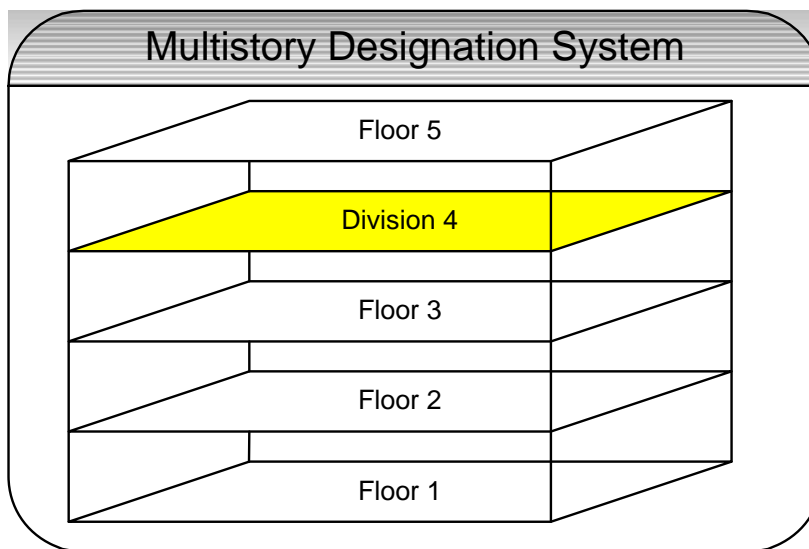 Multistory Designation System
Floor 5
Division 4
Floor 3
Floor 2
Floor 1